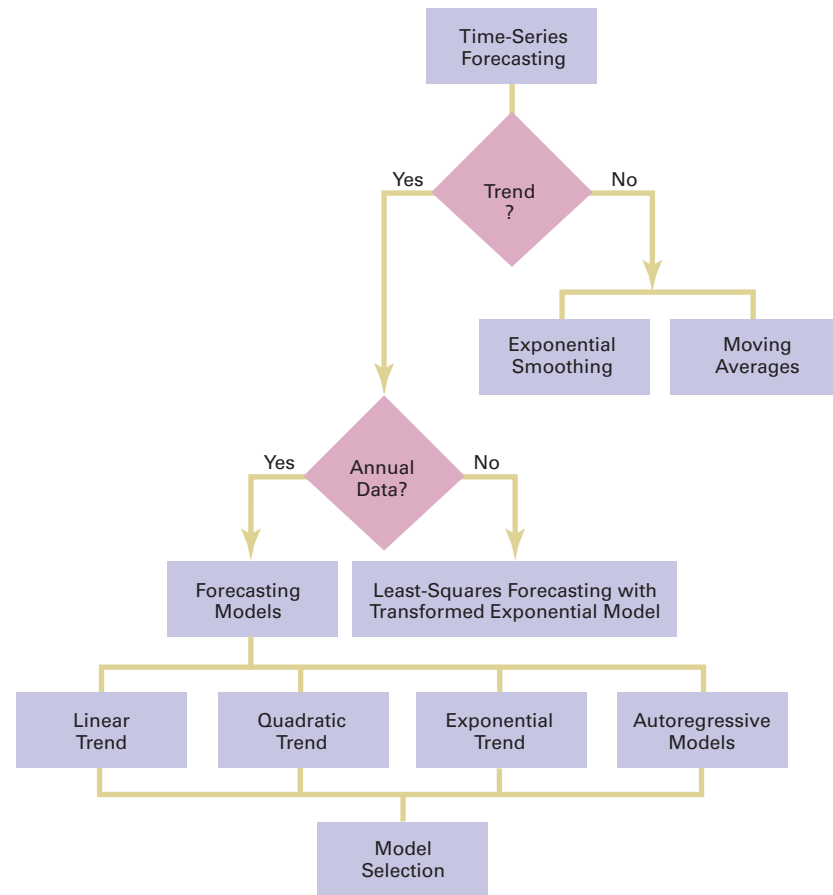 Time-Series
Forecasting
Yes
No
Trend
?
Exponential
Smoothing
Moving
Averages
Yes
No
Annual
Data?
Forecasting
Models
Least-Squares Forecasting with
Transformed Exponential Model
Linear
Trend
Quadratic
Trend
Exponential
Trend
Autoregressive
Models
Model
Selection